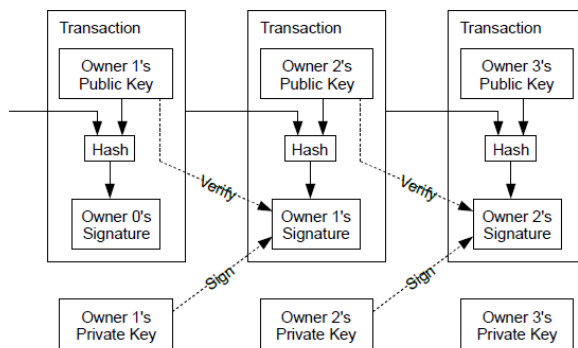 Transaction
Owner 1's
Public Key
Hash
Owner 0's
Signature
Transaction
Owner 2's
Public Key
Hash
Verify
Owner 1's
Signature
Transaction
Owner 3's
Public Key
Hash
Verify
Owner 2's
Signature
Sign
Sign
Owner 1's
Private Key
Owner 2's
Private Key
Owner 3's
Private Key